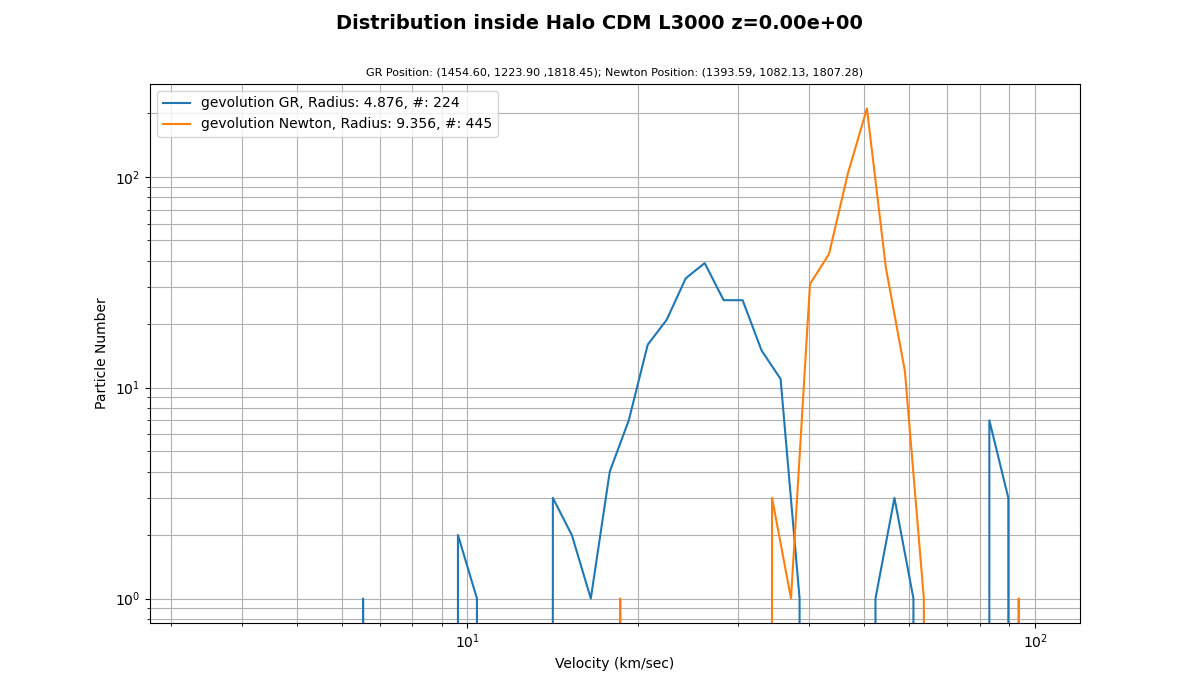 Distribution inside Halo CDM L3000 z=0.00e+00
GR Position: (1454.60, 1223.90 ,1818.45); Newton Position: (1393.59, 1082.13, 1807.28)
gevolution GR, Radius: 4.876, #: 224
gevolution Newton, Radius: 9.356, #: 445
Particle Number
10²
10¹
10⁰
10¹
10²
Velocity (km/sec)